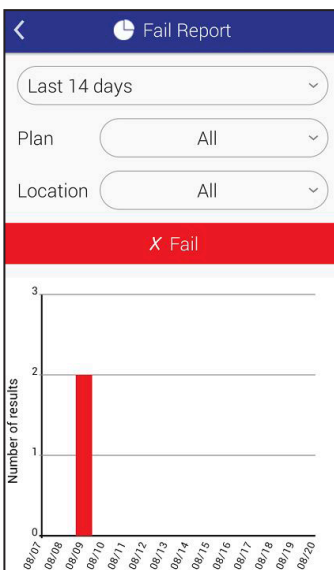 Fail Report
Last 14 days
Plan All
Location All
X Fail
Number of results
3
2
1
0
08/07 08/08 08/09 08/10 08/11 08/12 08/13 08/14 08/15 08/16 08/17 08/18 08/19 08/20